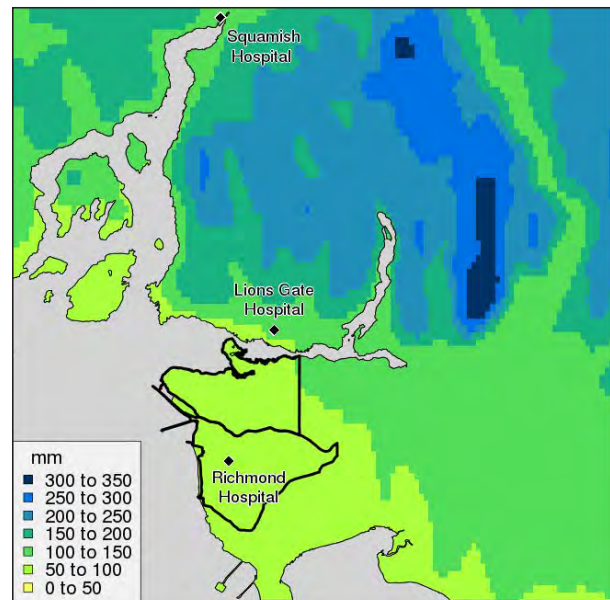 Squamish
Hospital
Lions Gate
Hospital
Richmond
Hospital
mm
300 to 350
250 to 300
200 to 250
150 to 200
100 to 150
50 to 100
0 to 50